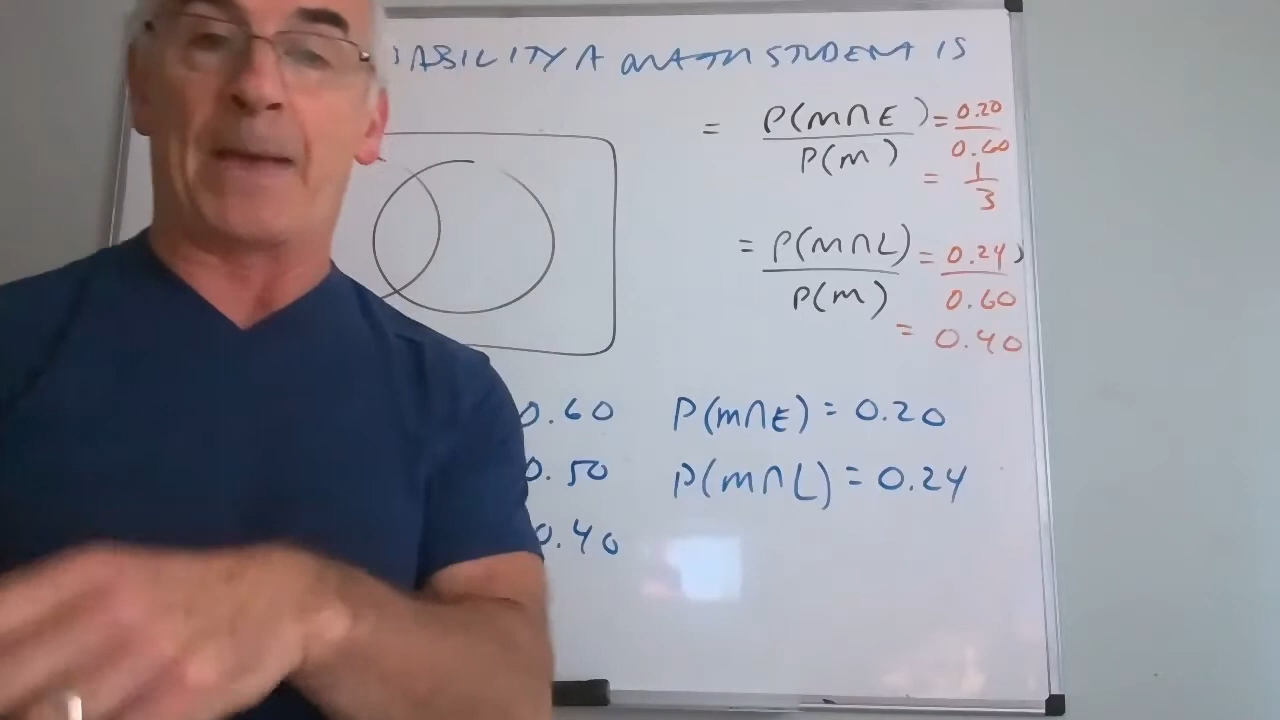 ABILITY A MATH STUDENT IS
= P(M∩E) / P(M) = 0.20 / 0.60
= 1 / 3
= P(M∩L) / P(M) = 0.24 / 0.60
= 0.40
0.60 P(M∩E) = 0.20
0.50 P(M∩L) = 0.24
0.40